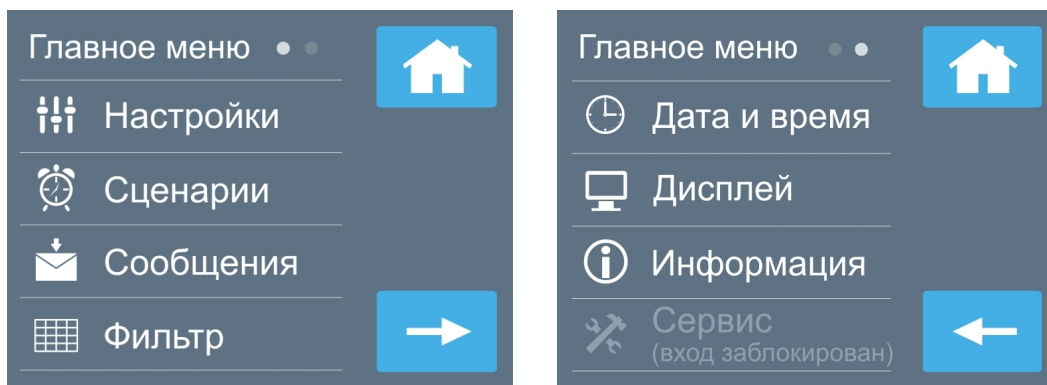 Главное меню
Настройки
Сценарии
Сообщения
Фильтр
Главное меню
Дата и время
Дисплей
Информация
Сервис
(вход заблокирован)